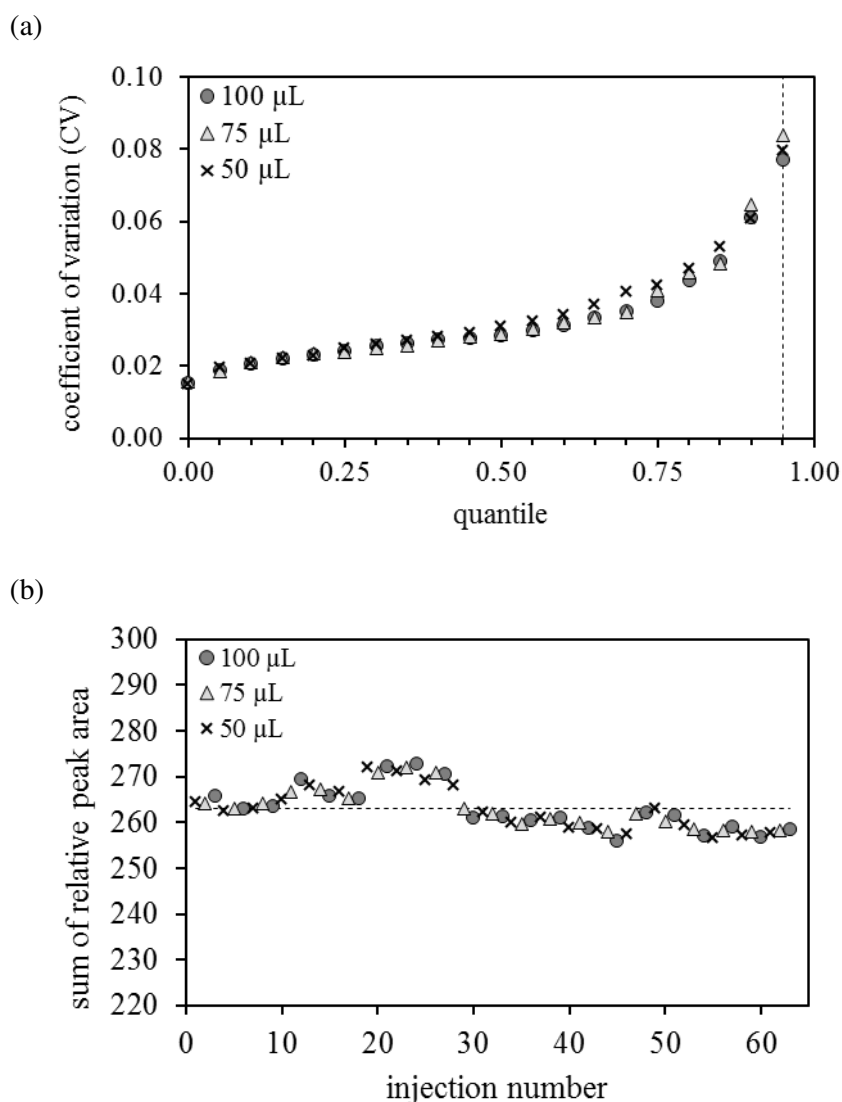 (a)
0.10
0.08
0.06
0.04
0.02
0.00
coefficient of variation (CV)
100 µL
75 µL
50 µL
0.00 0.25 0.50 0.75 1.00
quantile
(b)
300
290
280
270
260
250
240
230
220
sum of relative peak area
100 µL
75 µL
50 µL
0 10 20 30 40 50 60
injection number